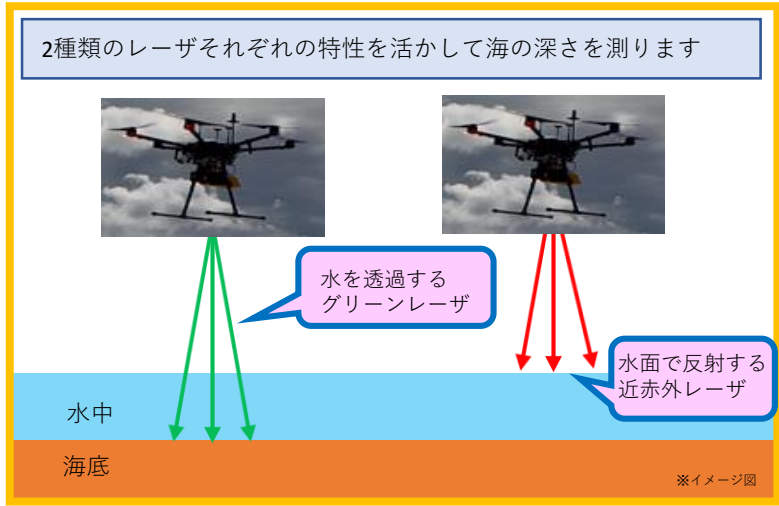 2種類のレーザそれぞれの特性を活かして海の深さを測ります
水を透過する
グリーンレーザ
水面で反射する
近赤外レーザ
水中
海底
※イメージ図